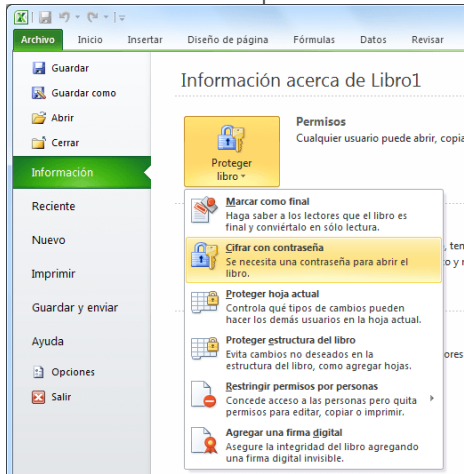 Archivo Inicio Insertar Diseño de página Fórmulas Datos Revisar
Guardar
Guardar como
Abrir
Cerrar
Información
Reciente
Nuevo
Imprimir
Guardar y enviar
Ayuda
Opciones
Salir
Información acerca de Libro1
Permisos
Cualquier usuario puede abrir, copia
Proteger
libro
Marcar como final
Haga saber a los lectores que el libro es
final y conviértalo en sólo lectura.
Cifrar con contraseña
Se necesita una contraseña para abrir el
libro.
Proteger hoja actual
Controla qué tipos de cambios pueden
hacer los demás usuarios en la hoja actual.
Proteger estructura del libro
Evita cambios no deseados en la
estructura del libro, como agregar hojas.
Restringir permisos por personas
Concede acceso a las personas pero quita
permisos para editar, copiar o imprimir.
Agregar una firma digital
Asegure la integridad del libro agregando
una firma digital invisible.